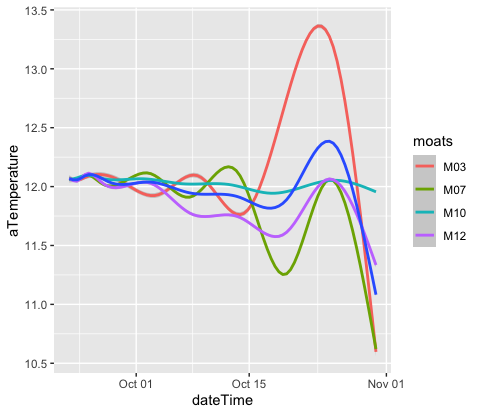 13.5
13.0
12.5
12.0
11.5
11.0
10.5
aTemperature
Oct 01
Oct 15
Nov 01
dateTime
moats
M03
M07
M10
M12